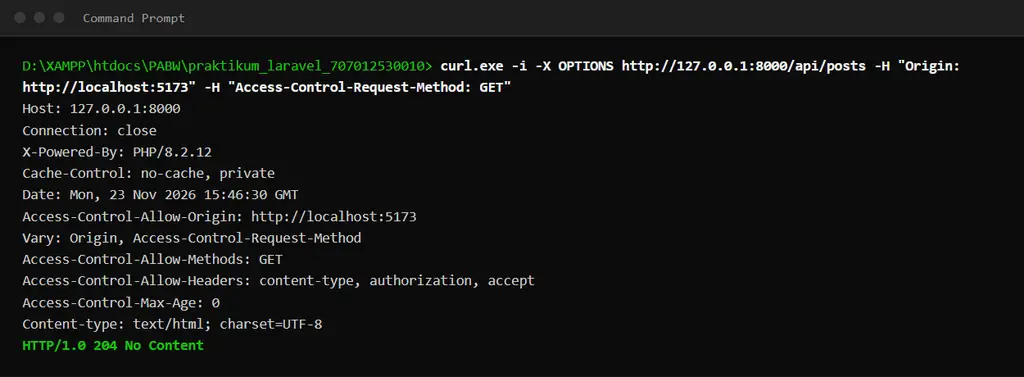 Command Prompt
D:\XAMPP\htdocs\PABW\praktikum_laravel_707012530010> curl.exe -i -X OPTIONS http://127.0.0.1:8000/api/posts -H "Origin:
http://localhost:5173" -H "Access-Control-Request-Method: GET"
Host: 127.0.0.1:8000
Connection: close
X-Powered-By: PHP/8.2.12
Cache-Control: no-cache, private
Date: Mon, 23 Nov 2026 15:46:30 GMT
Access-Control-Allow-Origin: http://localhost:5173
Vary: Origin, Access-Control-Request-Method
Access-Control-Allow-Methods: GET
Access-Control-Allow-Headers: content-type, authorization, accept
Access-Control-Max-Age: 0
Content-type: text/html; charset=UTF-8
HTTP/1.0 204 No Content